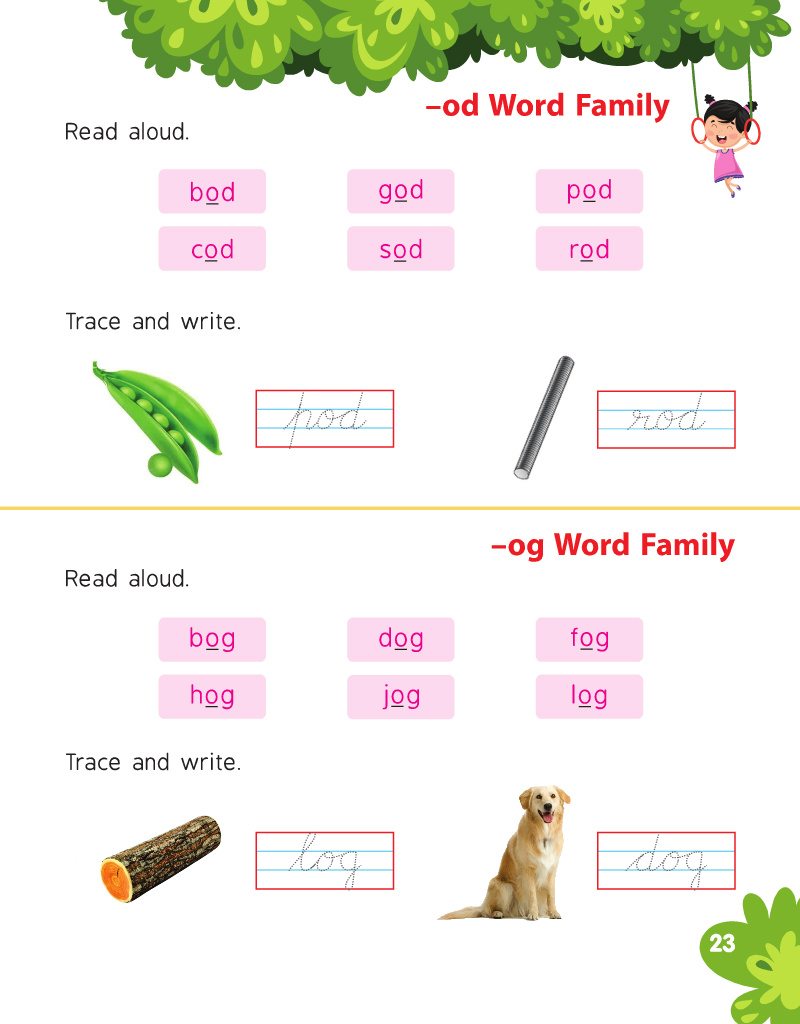 –od Word Family
Read aloud.
bod god pod
cod sod rod
Trace and write.
pod rod
–og Word Family
Read aloud.
bog dog fog
hog jog log
Trace and write.
log dog
23